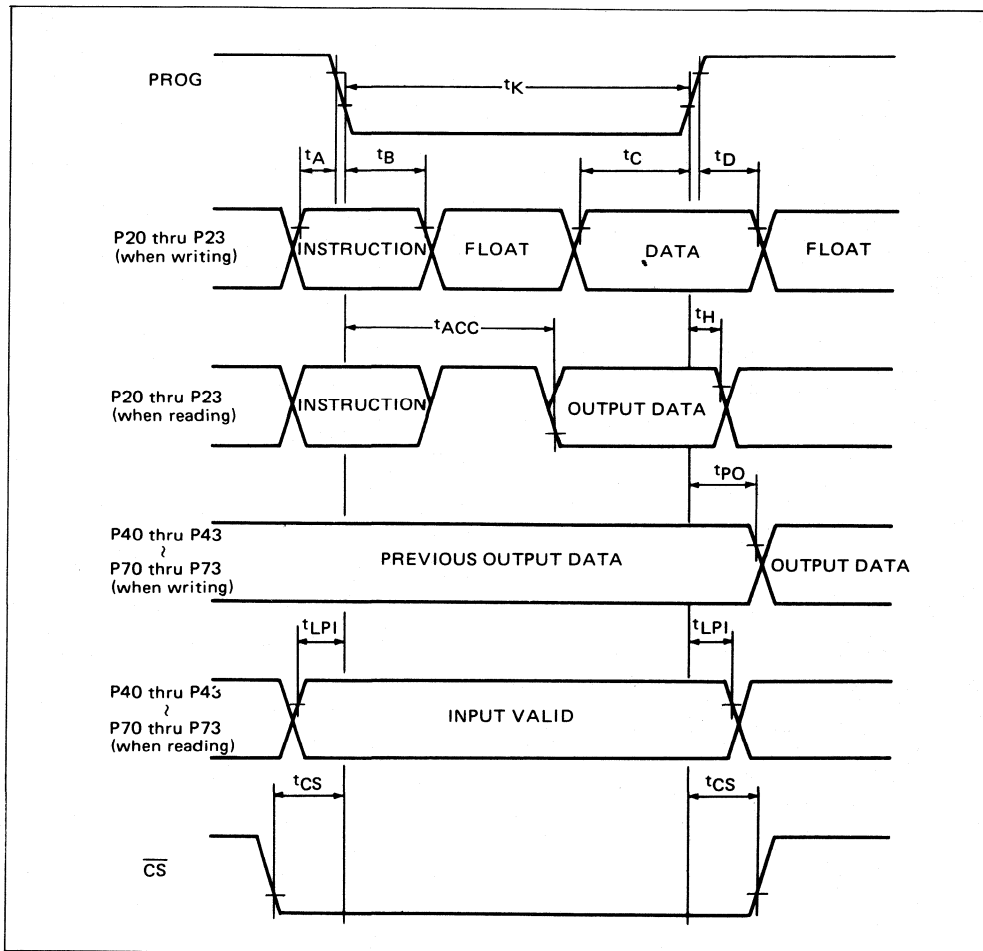 PROG
tK
tA
tB
tC
tD
P20 thru P23
(when writing)
INSTRUCTION
FLOAT
DATA
FLOAT
tACC
tH
P20 thru P23
(when reading)
INSTRUCTION
OUTPUT DATA
tPO
P40 thru P43
≀
P70 thru P73
(when writing)
PREVIOUS OUTPUT DATA
OUTPUT DATA
tLPI
tLPI
P40 thru P43
≀
P70 thru P73
(when reading)
INPUT VALID
tCS
tCS
C̅S̅